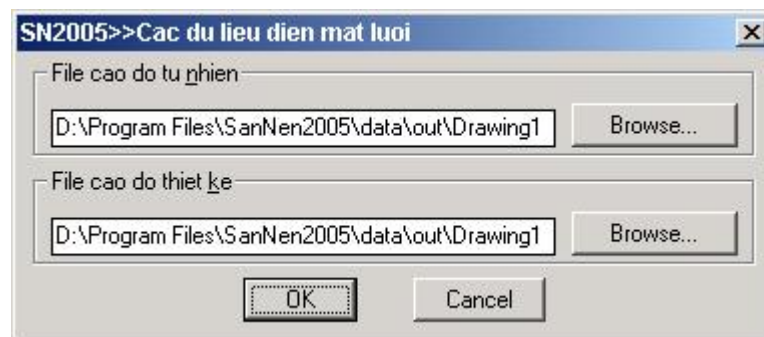 SN2005>>Cac du lieu dien mat luoi
File cao do tu nhien
D:\Program Files\SanNen2005\data\out\Drawing1
Browse...
File cao do thiet ke
D:\Program Files\SanNen2005\data\out\Drawing1
Browse...
OK
Cancel